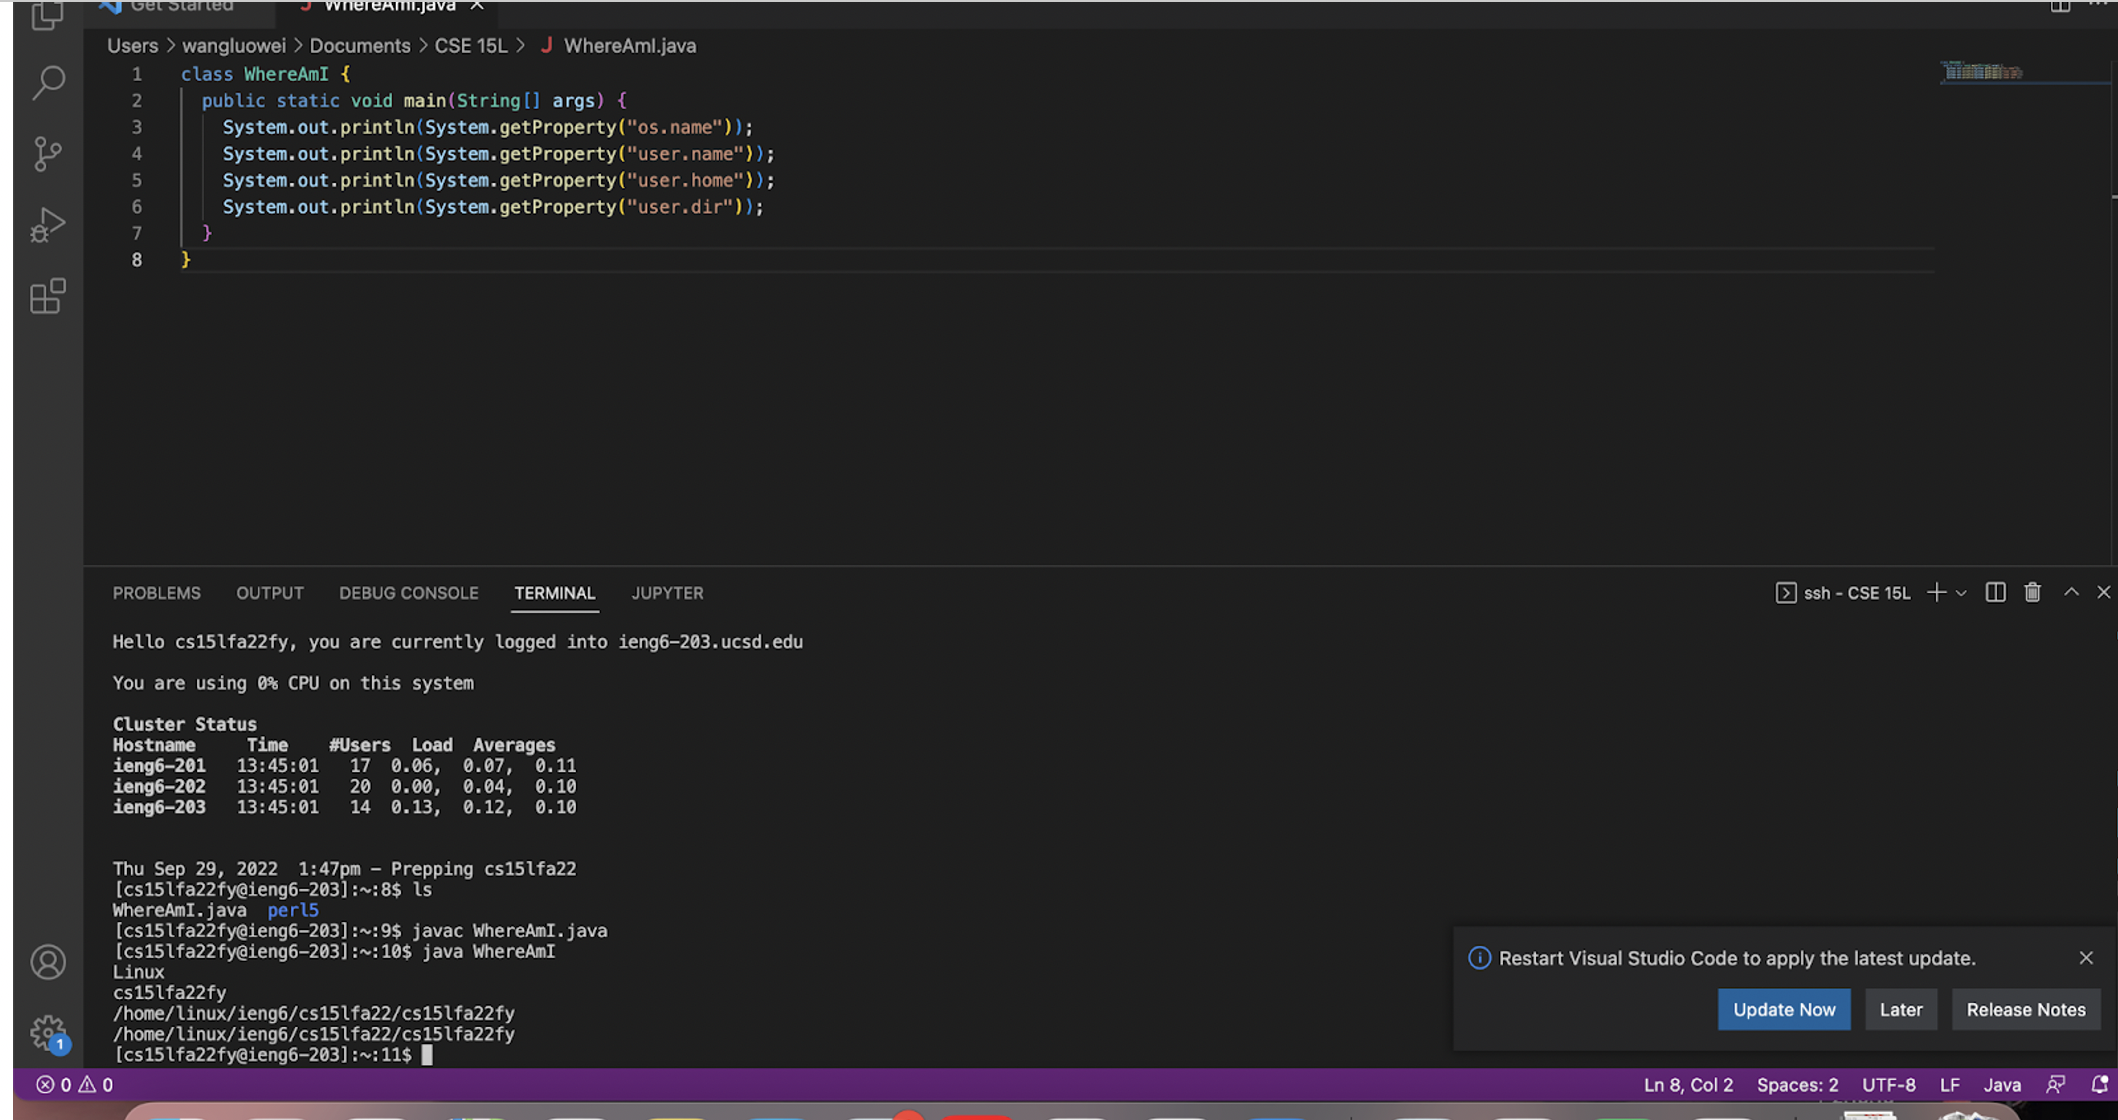 Get Started
J WhereAmI.java ×
Users > wangluowei > Documents > CSE 15L > J WhereAmI.java
1 class WhereAmI {
2 public static void main(String[] args) {
3 System.out.println(System.getProperty("os.name"));
4 System.out.println(System.getProperty("user.name"));
5 System.out.println(System.getProperty("user.home"));
6 System.out.println(System.getProperty("user.dir"));
7 }
8 }
PROBLEMS OUTPUT DEBUG CONSOLE TERMINAL JUPYTER
ssh - CSE 15L
Hello cs15lfa22fy, you are currently logged into ieng6-203.ucsd.edu
You are using 0% CPU on this system
Cluster Status
Hostname Time #Users Load Averages
ieng6-201 13:45:01 17 0.06, 0.07, 0.11
ieng6-202 13:45:01 20 0.00, 0.04, 0.10
ieng6-203 13:45:01 14 0.13, 0.12, 0.10
Thu Sep 29, 2022 1:47pm - Prepping cs15lfa22
[cs15lfa22fy@ieng6-203]:~:8$ ls
WhereAmI.java perl5
[cs15lfa22fy@ieng6-203]:~:9$ javac WhereAmI.java
[cs15lfa22fy@ieng6-203]:~:10$ java WhereAmI
Linux
cs15lfa22fy
/home/linux/ieng6/cs15lfa22/cs15lfa22fy
/home/linux/ieng6/cs15lfa22/cs15lfa22fy
[cs15lfa22fy@ieng6-203]:~:11$
Restart Visual Studio Code to apply the latest update.
Update Now Later Release Notes
1
0 0
Ln 8, Col 2 Spaces: 2 UTF-8 LF Java